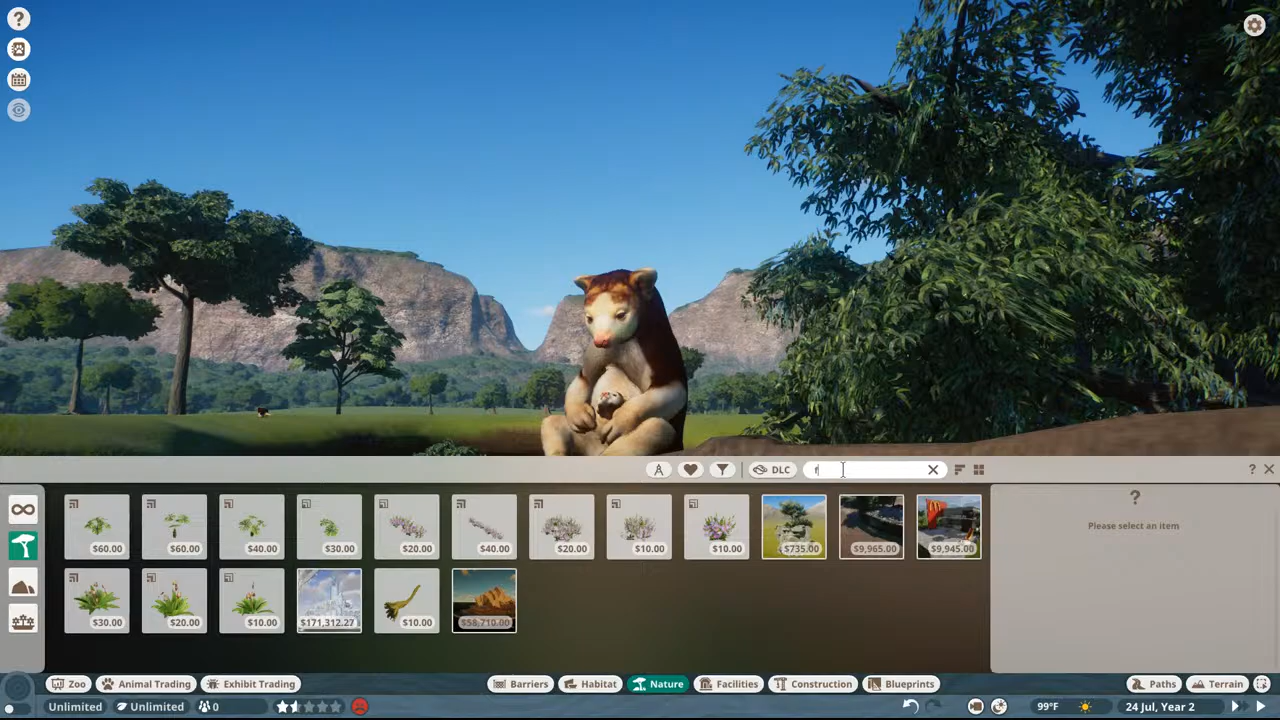 DLC
r
?
$60.00 $60.00 $40.00 $30.00 $20.00 $40.00 $20.00 $10.00 $10.00 $735.00 $9,965.00 $9,945.00
?
Please select an item
$30.00 $20.00 $10.00 $171,312.27 $10.00 $58,710.00
Zoo Animal Trading Exhibit Trading Barriers Habitat Nature Facilities Construction Blueprints Paths Terrain
Unlimited Unlimited 0 99°F 24 Jul, Year 2